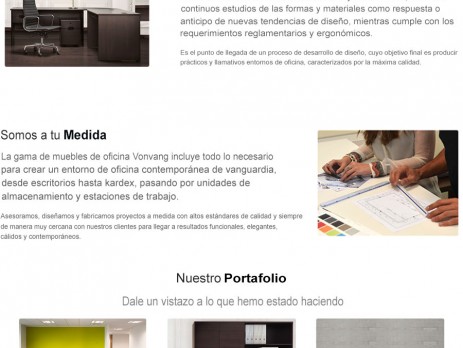 continuos estudios de las formas y materiales como respuesta o
anticipo de nuevas tendencias de diseño, mientras cumple con los
requerimientos reglamentarios y ergonómicos.
Es el punto de llegada de un proceso de desarrollo de diseño, cuyo objetivo final es producir
prácticos y llamativos entornos de oficina, caracterizados por la máxima calidad.
Somos a tu Medida
La gama de muebles de oficina Vonvang incluye todo lo necesario
para crear un entorno de oficina contemporánea de vanguardia,
desde escritorios hasta kardex, pasando por unidades de
almacenamiento y estaciones de trabajo.
Asesoramos, diseñamos y fabricamos proyectos a medida con altos estándares de calidad y siempre
de manera muy cercana con nuestros clientes para llegar a resultados funcionales, elegantes,
cálidos y contemporáneos.
Nuestro Portafolio
Dale un vistazo a lo que hemo estado haciendo